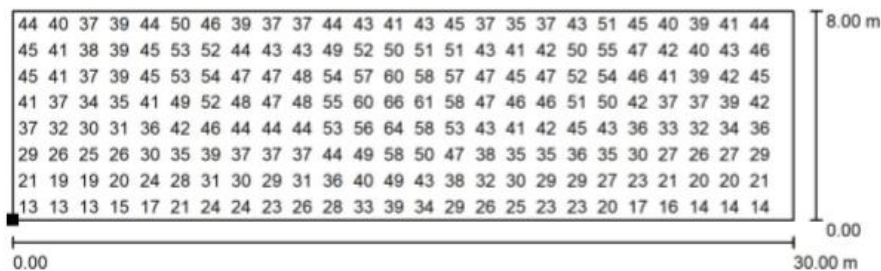 44 40 37 39 44 50 46 39 37 37 44 43 41 43 45 37 35 37 43 51 45 40 39 41 44 8.00 m
45 41 38 39 45 53 52 44 43 43 49 52 50 51 51 43 41 42 50 55 47 42 40 43 46
45 41 37 39 45 53 54 47 47 48 54 57 60 58 57 47 45 47 52 54 46 41 39 42 45
41 37 34 35 41 49 52 48 47 48 55 60 66 61 58 47 46 46 51 50 42 37 37 39 42
37 32 30 31 36 42 46 44 44 44 53 56 64 58 53 43 41 42 45 43 36 33 32 34 36
29 26 25 26 30 35 39 37 37 37 44 49 58 50 47 38 35 35 36 35 30 27 26 27 29
21 19 19 20 24 28 31 30 29 31 36 40 49 43 38 32 30 29 29 27 23 21 20 20 21
13 13 13 15 17 21 24 24 23 26 28 33 39 34 29 26 25 23 23 20 17 16 14 14 14
0.00
0.00 30.00 m